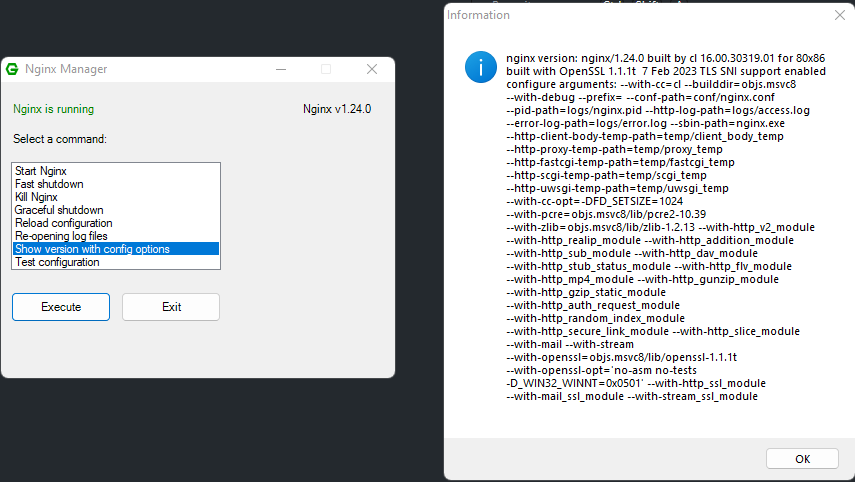 Nginx Manager
Nginx is running
Nginx v1.24.0
Select a command:
Start Nginx
Fast shutdown
Kill Nginx
Graceful shutdown
Reload configuration
Re-opening log files
Show version with config options
Test configuration
Execute
Exit
Information
nginx version: nginx/1.24.0 built by cl 16.00.30319.01 for 80x86
built with OpenSSL 1.1.1t  7 Feb 2023 TLS SNI support enabled
configure arguments: --with-cc=cl --builddir=objs.msvc8
--with-debug --prefix= --conf-path=conf/nginx.conf
--pid-path=logs/nginx.pid --http-log-path=logs/access.log
--error-log-path=logs/error.log --sbin-path=nginx.exe
--http-client-body-temp-path=temp/client_body_temp
--http-proxy-temp-path=temp/proxy_temp
--http-fastcgi-temp-path=temp/fastcgi_temp
--http-scgi-temp-path=temp/scgi_temp
--http-uwsgi-temp-path=temp/uwsgi_temp
--with-cc-opt=-DFD_SETSIZE=1024
--with-pcre=objs.msvc8/lib/pcre2-10.39
--with-zlib=objs.msvc8/lib/zlib-1.2.13 --with-http_v2_module
--with-http_realip_module --with-http_addition_module
--with-http_sub_module --with-http_dav_module
--with-http_stub_status_module --with-http_flv_module
--with-http_mp4_module --with-http_gunzip_module
--with-http_gzip_static_module
--with-http_auth_request_module
--with-http_random_index_module
--with-http_secure_link_module --with-http_slice_module
--with-mail --with-stream
--with-openssl=objs.msvc8/lib/openssl-1.1.1t
--with-openssl-opt='no-asm no-tests
-D_WIN32_WINNT=0x0501' --with-http_ssl_module
--with-mail_ssl_module --with-stream_ssl_module
OK